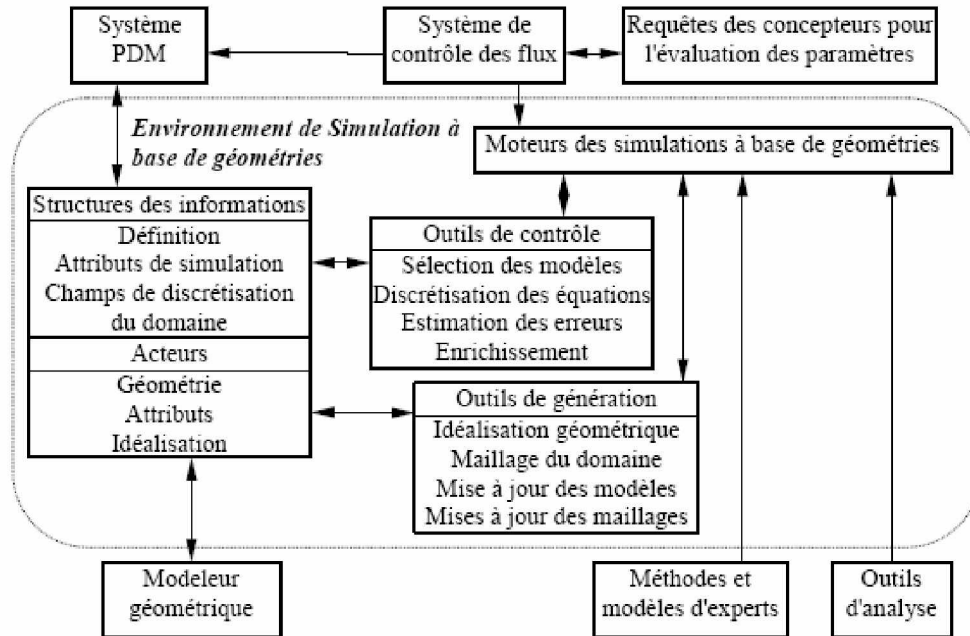 Système
PDM
Système de
contrôle des flux
Requêtes des concepteurs pour
l'évaluation des paramètres
Environnement de Simulation à
base de géométries
Moteurs des simulations à base de géométries
Structures des informations
Définition
Attributs de simulation
Champs de discrétisation
du domaine
Acteurs
Géométrie
Attributs
Idéalisation
Outils de contrôle
Sélection des modèles
Discrétisation des équations
Estimation des erreurs
Enrichissement
Outils de génération
Idéalisation géométrique
Maillage du domaine
Mise à jour des modèles
Mises à jour des maillages
Modeleur
géométrique
Méthodes et
modèles d'experts
Outils
d'analyse